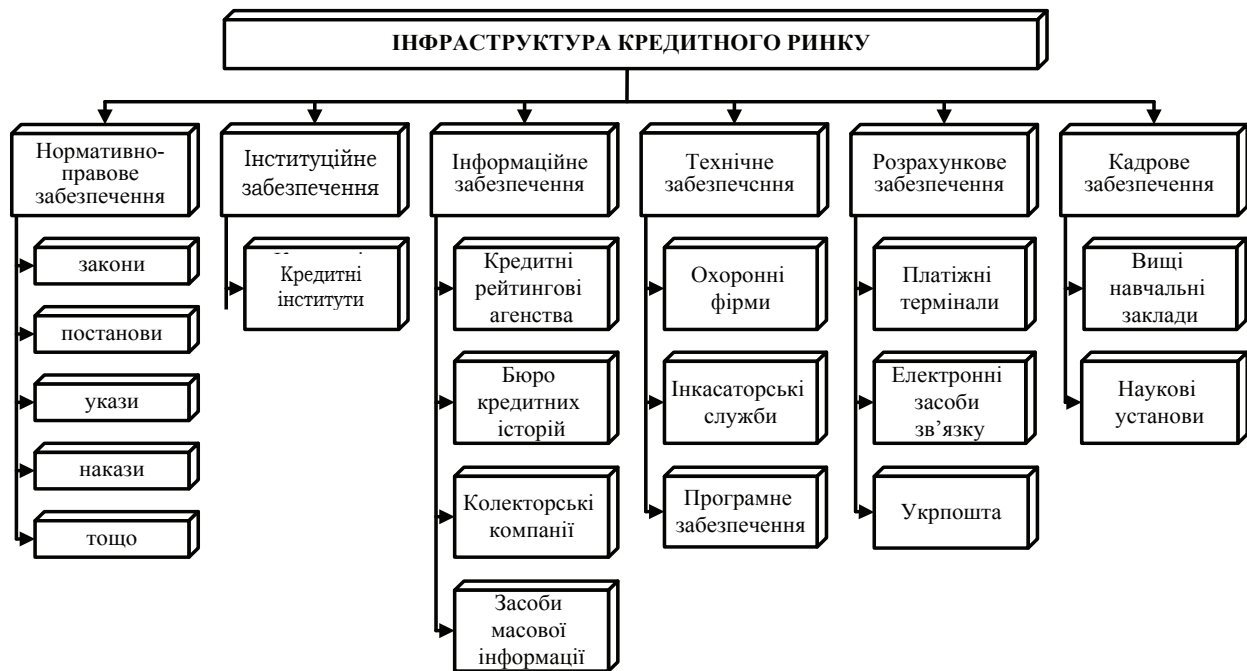 ІНФРАСТРУКТУРА КРЕДИТНОГО РИНКУ
Нормативно-
правове
забезпечення
закони
постанови
укази
накази
тощо
Інституційне
забезпечення
Кредитні
інститути
Інформаційне
забезпечення
Кредитні
рейтингові
агенства
Бюро
кредитних
історій
Колекторські
компанії
Засоби
масової
інформації
Технічне
забезпечсння
Охоронні
фірми
Інкасаторські
служби
Програмне
забезпечення
Розрахункове
забезпечення
Платіжні
термінали
Електронні
засоби
зв’язку
Укрпошта
Кадрове
забезпечення
Вищі
навчальні
заклади
Наукові
установи